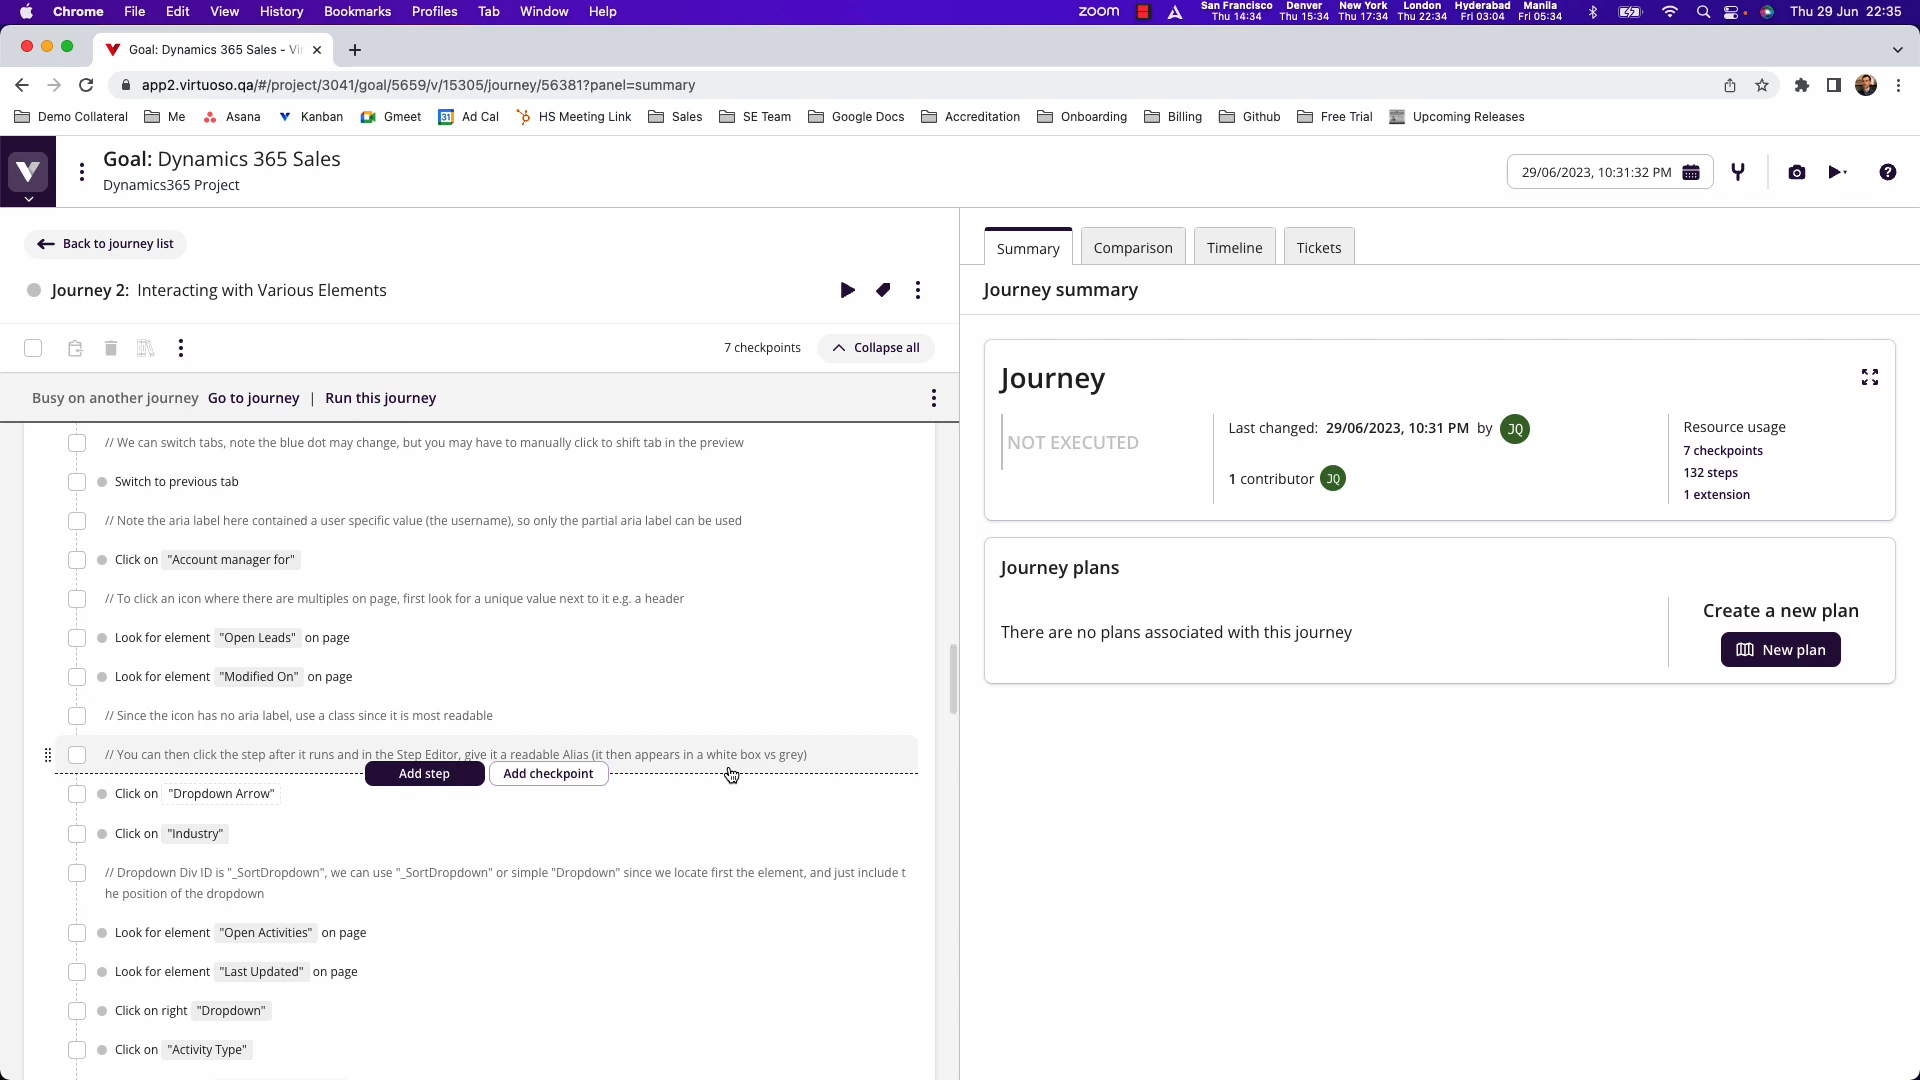 Chrome File Edit View History Bookmarks Profiles Tab Window Help
zoom
San Francisco Denver New York London Hyderabad Manila
Thu 14:34 Thu 15:34 Thu 17:34 Thu 22:34 Fri 03:04 Fri 05:34
Thu 29 Jun 22:35
Goal: Dynamics 365 Sales - Vi
app2.virtuoso.qa/#/project/3041/goal/5659/v/15305/journey/56381?panel=summary
Demo Collateral Me Asana Kanban Gmeet 31 Ad Cal HS Meeting Link Sales SE Team Google Docs Accreditation Onboarding Billing Github Free Trial Upcoming Releases
Goal: Dynamics 365 Sales
Dynamics365 Project
29/06/2023, 10:31:32 PM
Back to journey list
Journey 2: Interacting with Various Elements
7 checkpoints Collapse all
Busy on another journey Go to journey | Run this journey
// We can switch tabs, note the blue dot may change, but you may have to manually click to shift tab in the preview
Switch to previous tab
// Note the aria label here contained a user specific value (the username), so only the partial aria label can be used
Click on "Account manager for"
// To click an icon where there are multiples on page, first look for a unique value next to it e.g. a header
Look for element "Open Leads" on page
Look for element "Modified On" on page
// Since the icon has no aria label, use a class since it is most readable
// You can then click the step after it runs and in the Step Editor, give it a readable Alias (it then appears in a white box vs grey)
Add step Add checkpoint
Click on "Dropdown Arrow"
Click on "Industry"
// Dropdown Div ID is "_SortDropdown", we can use "_SortDropdown" or simple "Dropdown" since we locate first the element, and just include t
he position of the dropdown
Look for element "Open Activities" on page
Look for element "Last Updated" on page
Click on right "Dropdown"
Click on "Activity Type"
Summary Comparison Timeline Tickets
Journey summary
Journey
NOT EXECUTED
Last changed: 29/06/2023, 10:31 PM by JQ
1 contributor JQ
Resource usage
7 checkpoints
132 steps
1 extension
Journey plans
There are no plans associated with this journey
Create a new plan
New plan